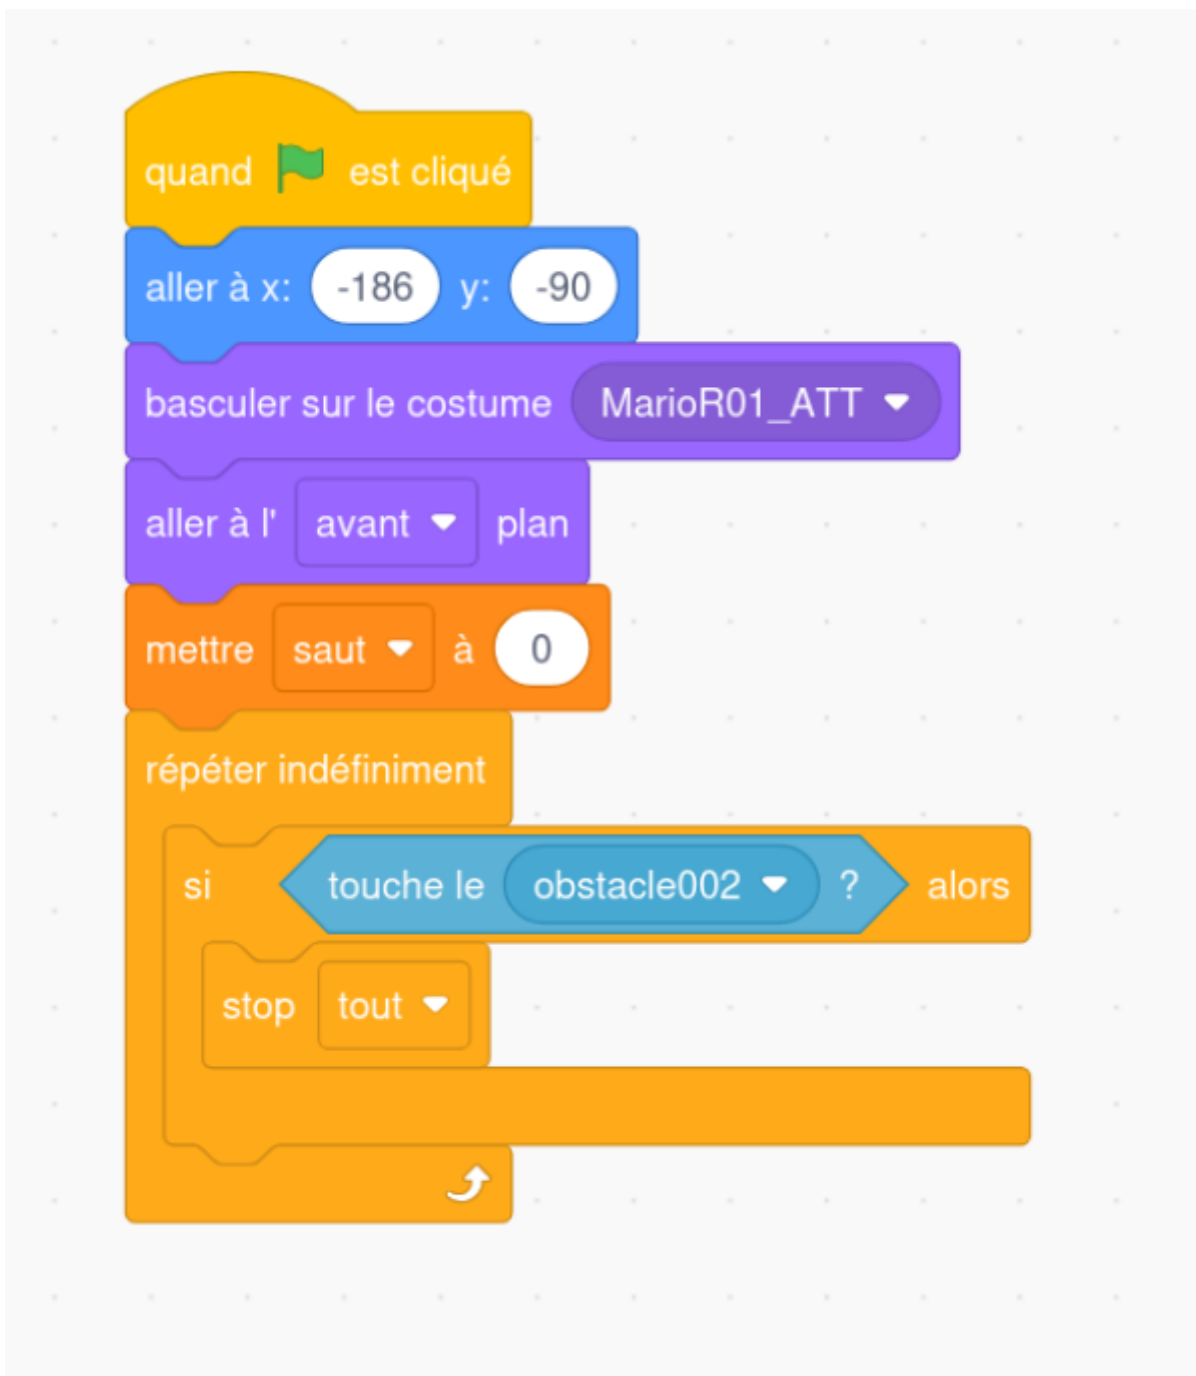 quand est cliqué
aller à x: -186 y: -90
basculer sur le costume MarioR01_ATT
aller à l' avant plan
mettre saut à 0
répéter indéfiniment
si touche le obstacle002 ? alors
stop tout